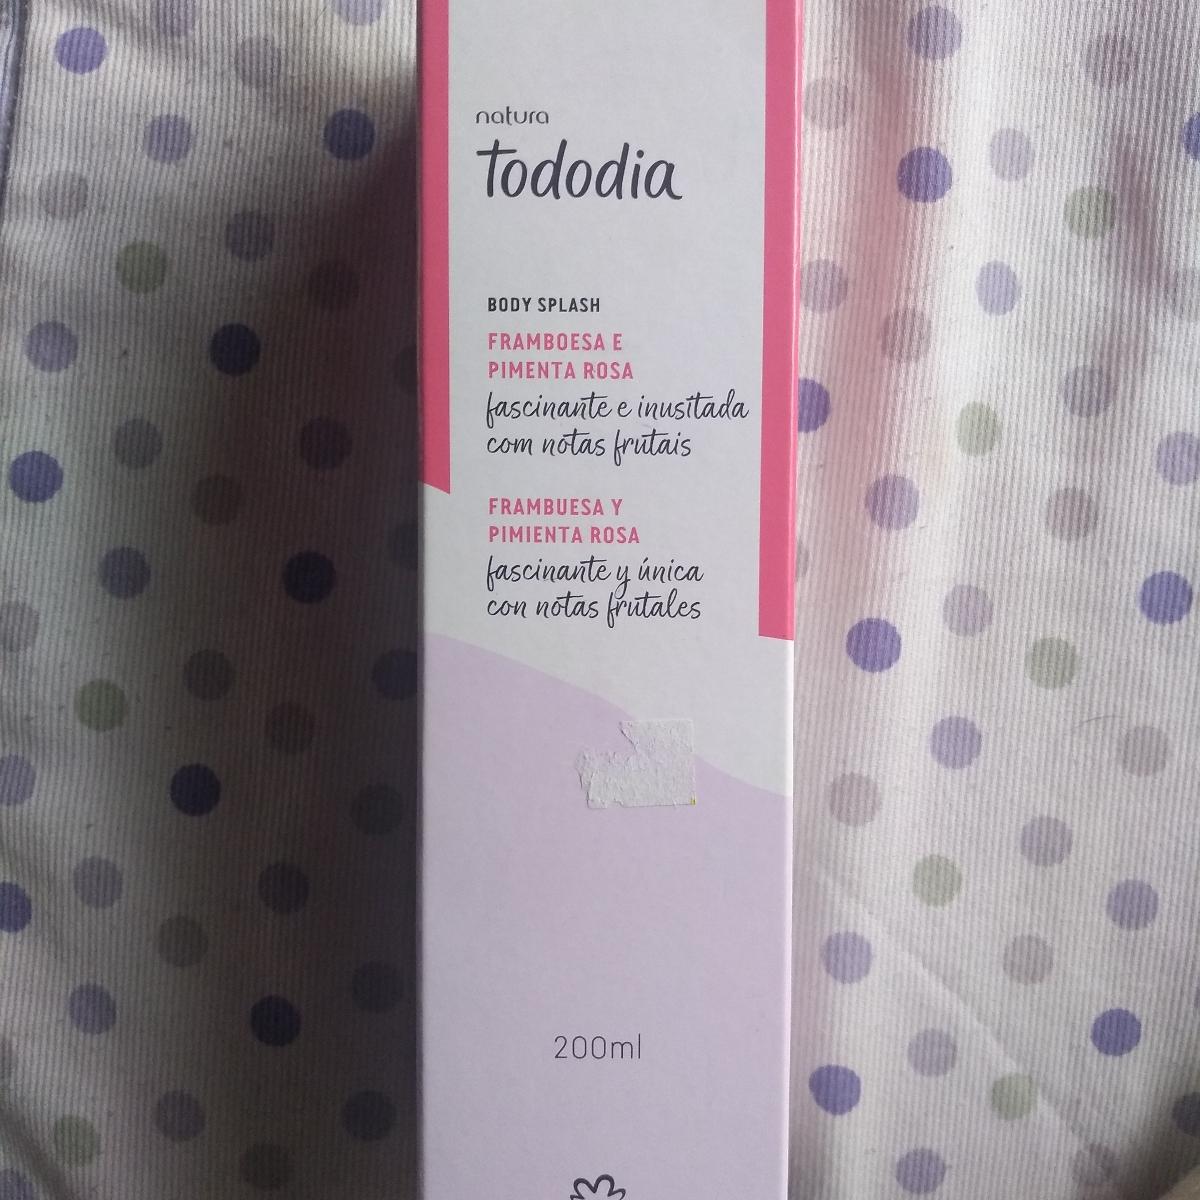 natura
tododia
BODY SPLASH
FRAMBOESA E
PIMENTA ROSA
fascinante e inusitada
com notas frutais
FRAMBUESA Y
PIMIENTA ROSA
fascinante y única
con notas frutales
200ml